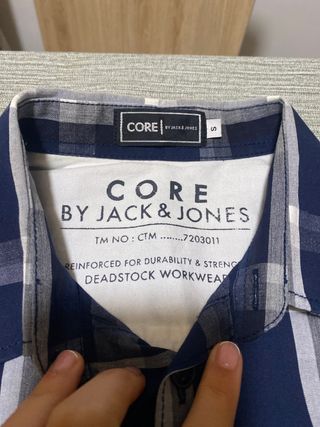 CORE BY JACK & JONES S
CORE
BY JACK & JONES
TM NO : CTM ........7203011
REINFORCED FOR DURABILITY & STRENG
DEADSTOCK WORKWEAR